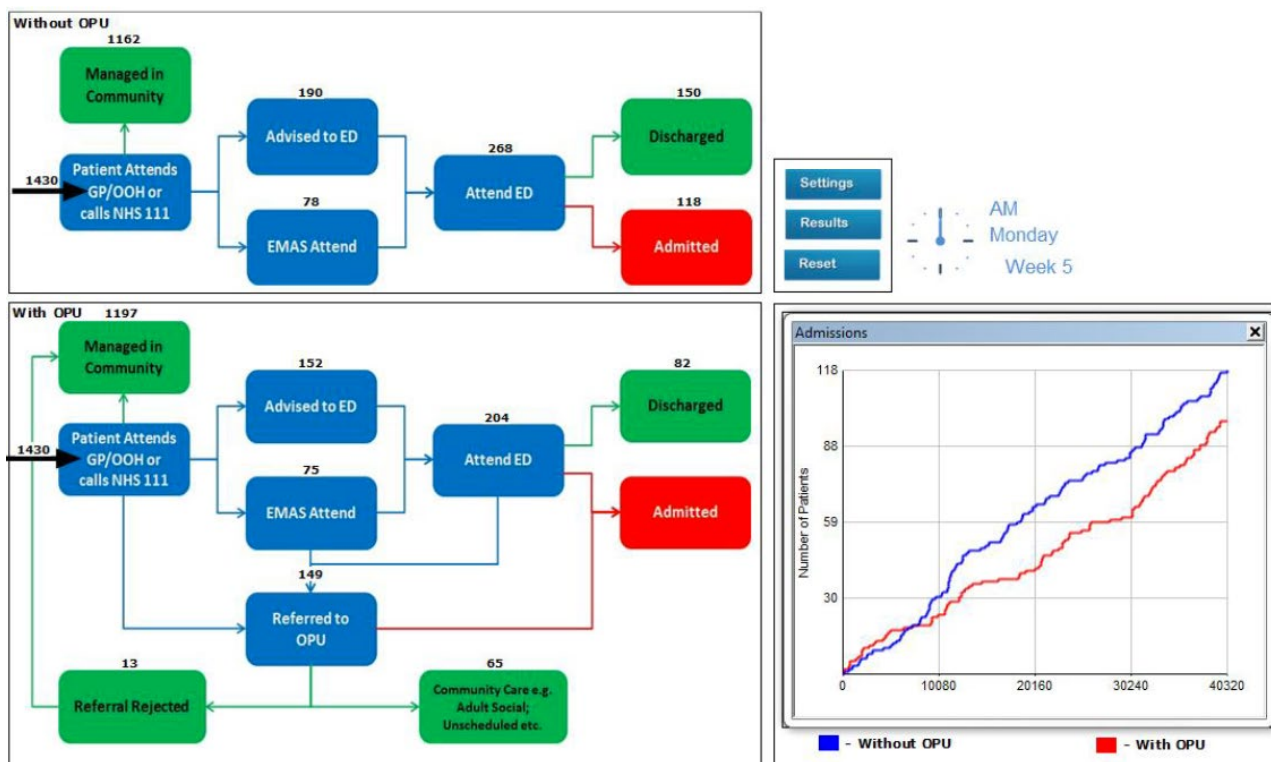 Without OPU
1162
Managed in
Community
190
Advised to ED
150
Discharged
1430
Patient Attends
GP/OOH or
calls NHS 111
268
Attend ED
78
EMAS Attend
118
Admitted
Settings
Results
Reset
AM
Monday
Week 5
With OPU
1197
Managed in
Community
152
Advised to ED
82
Discharged
1430
Patient Attends
GP/OOH or
calls NHS 111
204
Attend ED
75
EMAS Attend
Admitted
149
Referred to
OPU
13
Referral Rejected
65
Community Care e.g.
Adult Social;
Unscheduled etc.
Admissions
Number of Patients
118
88
59
30
0
10080
20160
30240
40320
- Without OPU
- With OPU